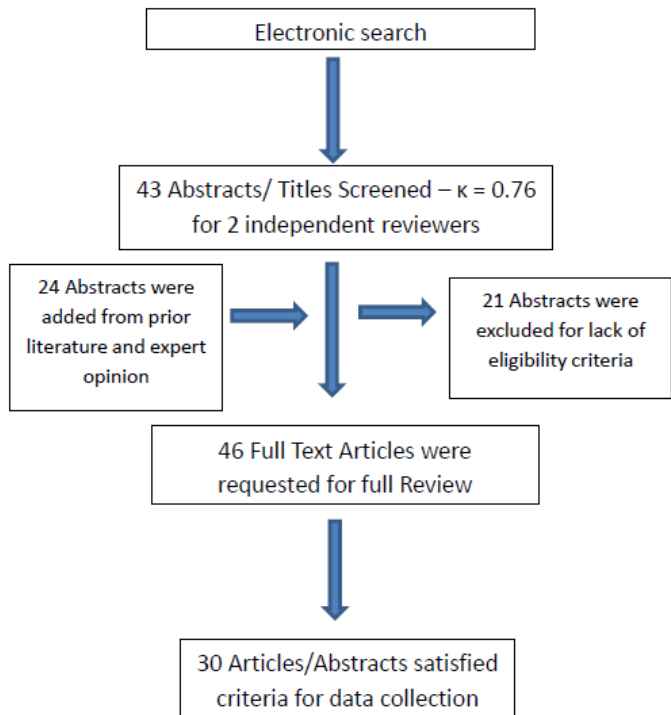 Electronic search
43 Abstracts/ Titles Screened – κ = 0.76
for 2 independent reviewers
24 Abstracts were
added from prior
literature and expert
opinion
21 Abstracts were
excluded for lack of
eligibility criteria
46 Full Text Articles were
requested for full Review
30 Articles/Abstracts satisfied
criteria for data collection